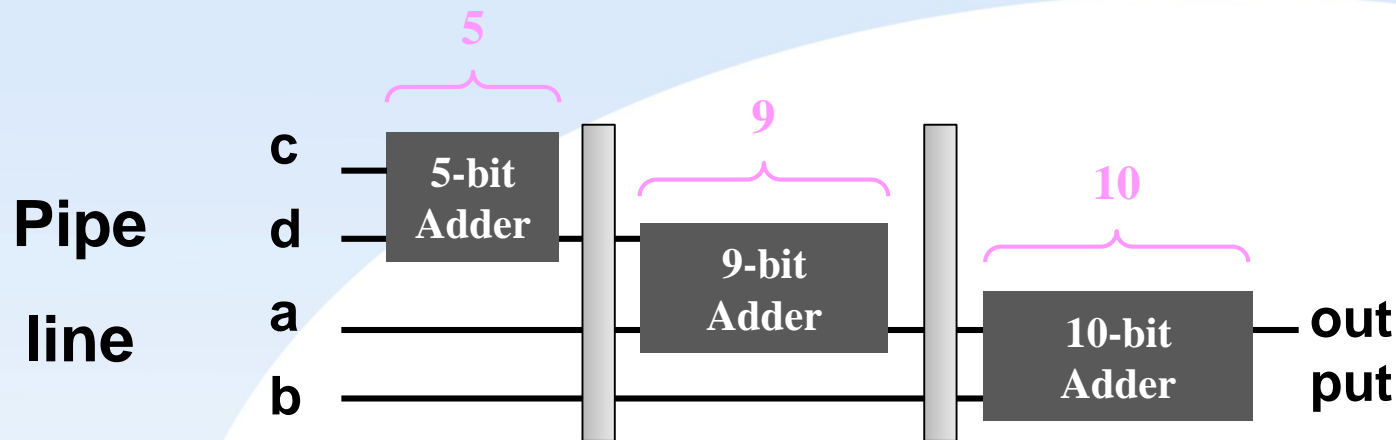 5
9
10
c
d
a
b
Pipe
line
5-bit
Adder
9-bit
Adder
10-bit
Adder
out
put